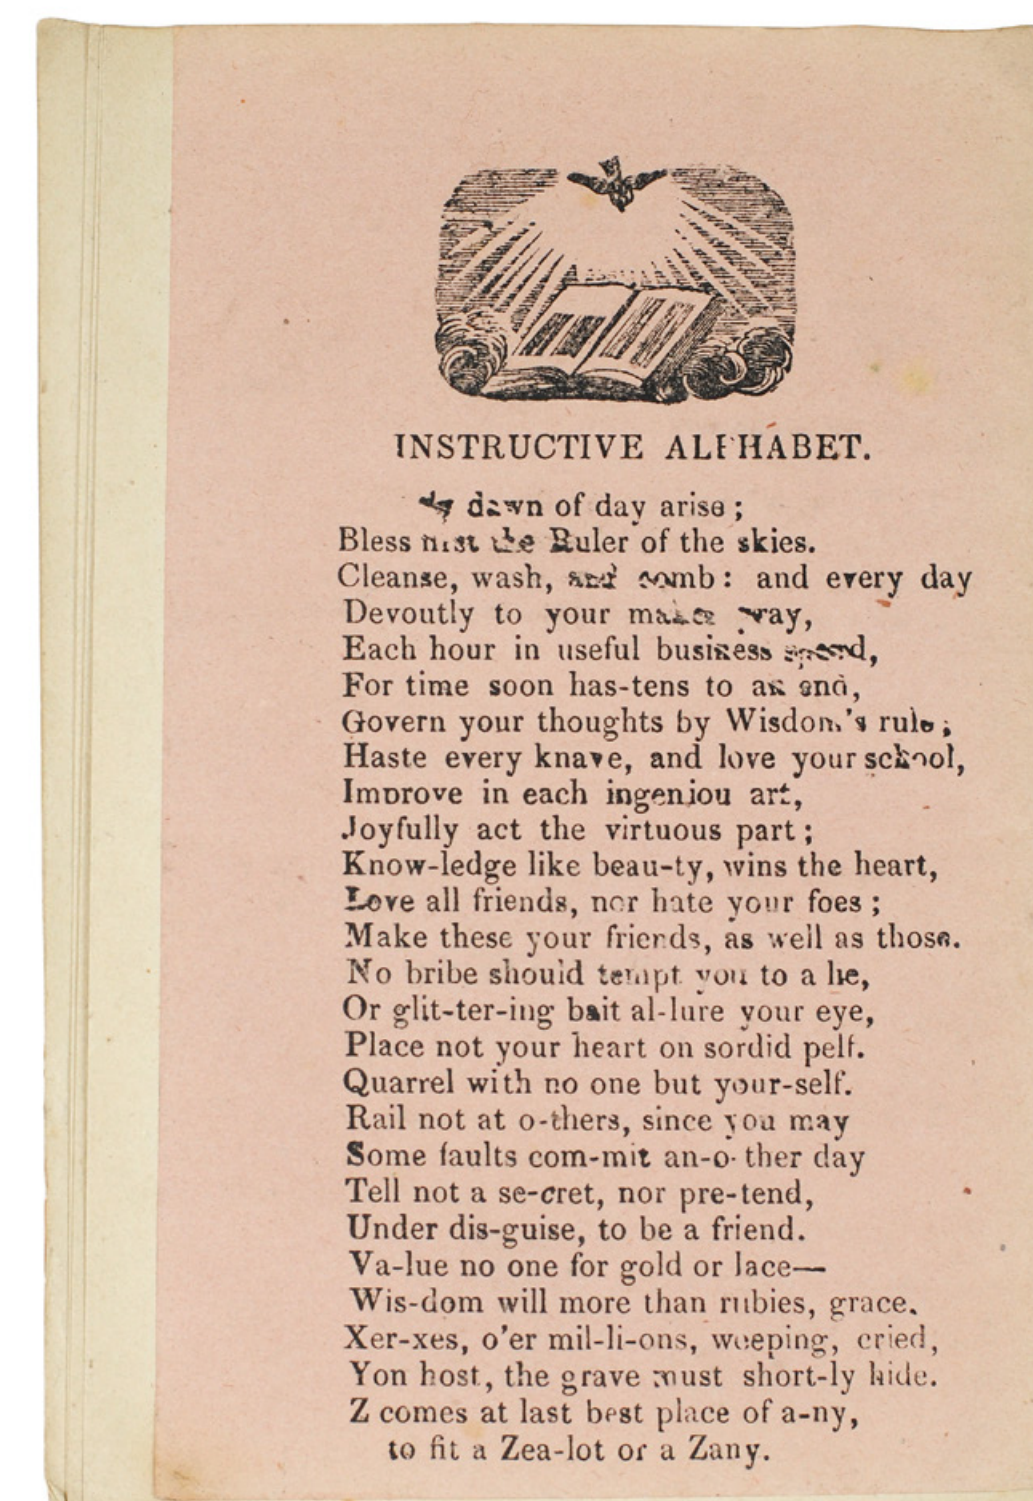 INSTRUCTIVE ALPHABET.
dawn of day arise ;
Bless first the Ruler of the skies.
Cleanse, wash, and comb : and every day
Devoutly to your maker pray,
Each hour in useful business spend,
For time soon has-tens to an end,
Govern your thoughts by Wisdom's rule ;
Haste every knave, and love your school,
Improve in each ingeniou art,
Joyfully act the virtuous part ;
Know-ledge like beau-ty, wins the heart,
Love all friends, nor hate your foes ;
Make these your friends, as well as those.
No bribe should tempt you to a lie,
Or glit-ter-ing bait al-lure your eye,
Place not your heart on sordid pelf.
Quarrel with no one but your-self.
Rail not at o-thers, since you may
Some faults com-mit an-o-ther day
Tell not a se-cret, nor pre-tend,
Under dis-guise, to be a friend.
Va-lue no one for gold or lace—
Wis-dom will more than rubies, grace.
Xer-xes, o'er mil-li-ons, weeping, cried,
Yon host, the grave must short-ly hide.
Z comes at last best place of a-ny,
to fit a Zea-lot or a Zany.